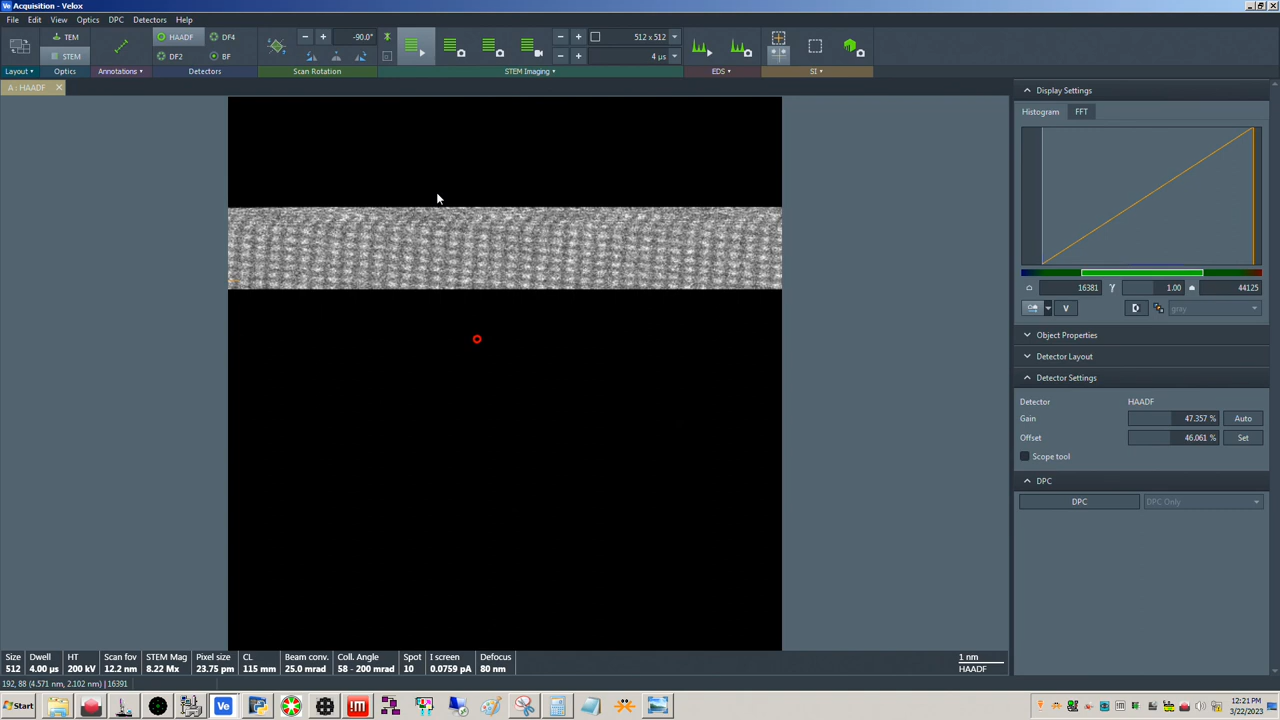 Acquisition - Velox
File Edit View Optics DPC Detectors Help
TEM HAADF DF4 -90.0° 512 x 512
STEM DF2 BF 4 µs
Layout Optics Annotations Detectors Scan Rotation STEM Imaging EDS SI
A : HAADF
Display Settings
Histogram FFT
16381 γ 1.00 44125
V gray
Object Properties
Detector Layout
Detector Settings
Detector HAADF
Gain 47.357 % Auto
Offset 46.061 % Set
Scope tool
DPC
DPC DPC Only
Size Dwell HT Scan fov STEM Mag Pixel size CL Beam conv. Coll. Angle Spot I screen Defocus
512 4.00 µs 200 kV 12.2 nm 8.22 Mx 23.75 pm 115 mm 25.0 mrad 58 - 200 mrad 10 0.0759 pA 80 nm
1 nm
HAADF
192, 88 (4.571 nm, 2.102 nm) | 16391
Start Ve 12:21 PM
3/22/2023